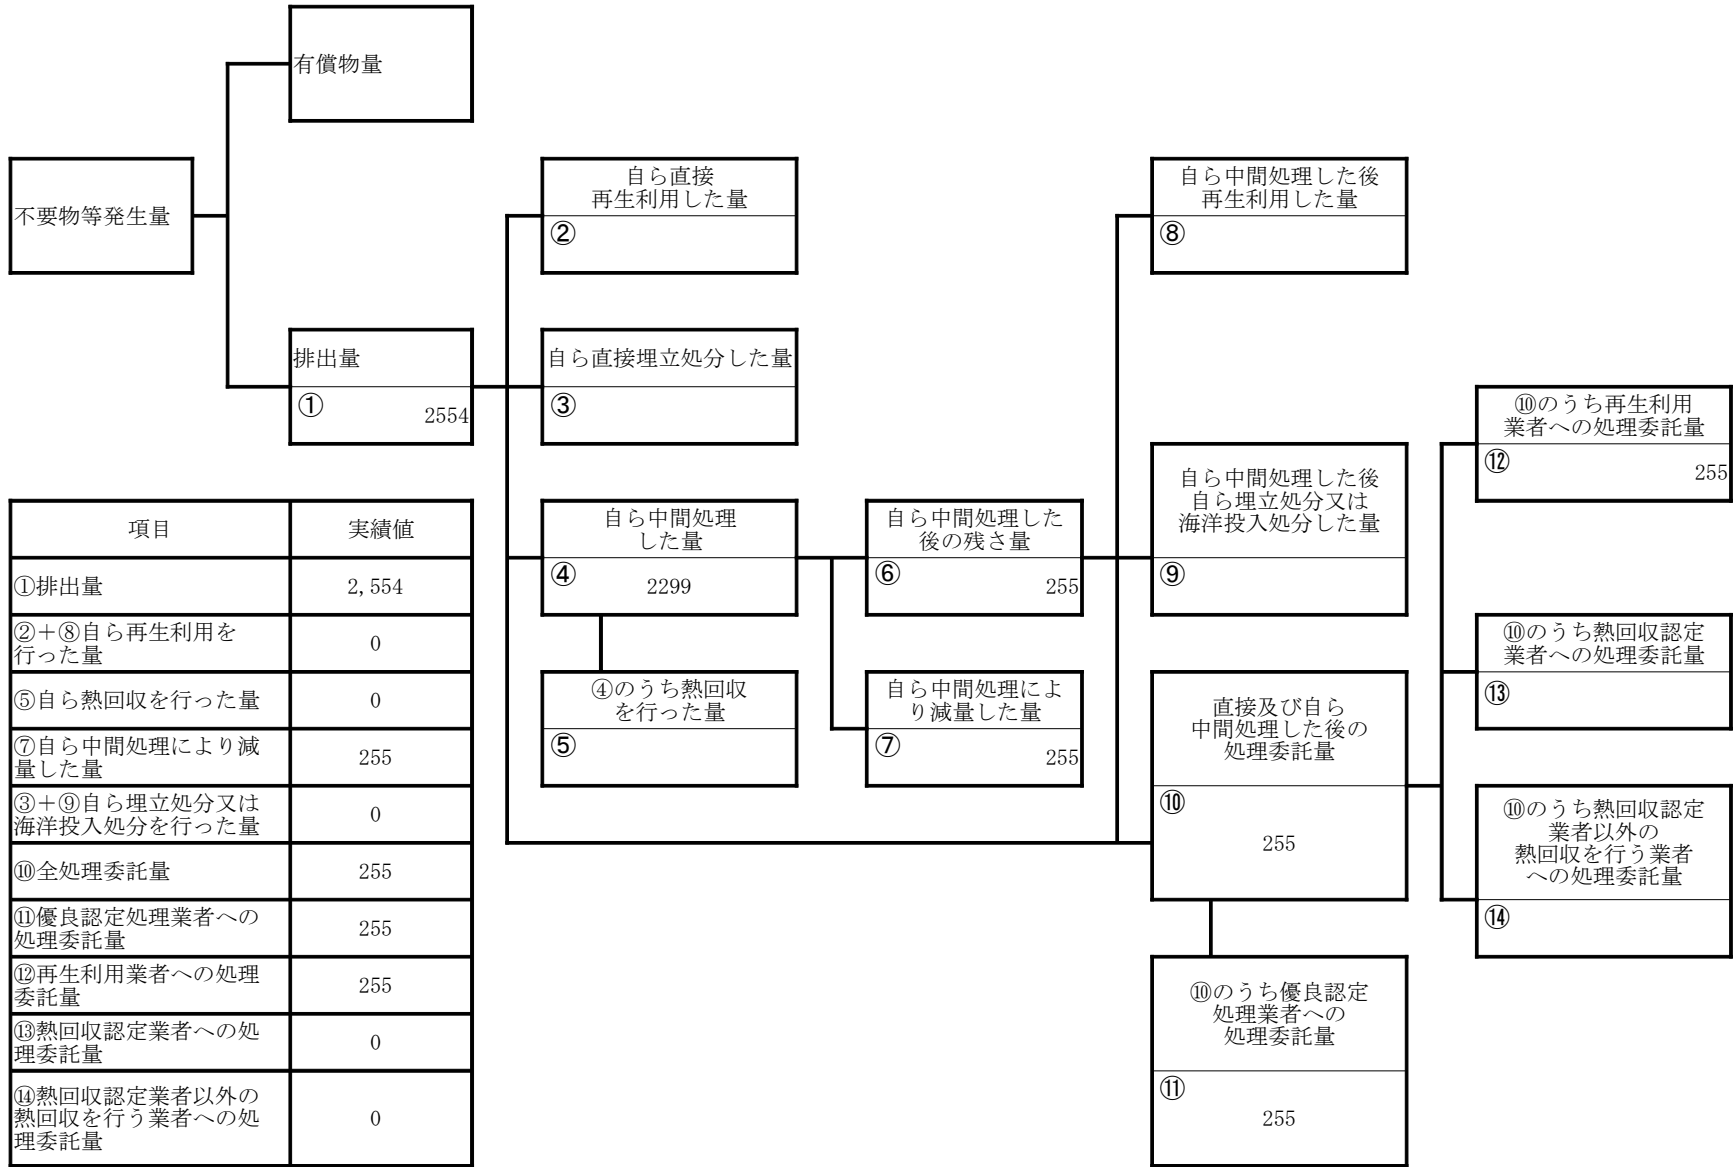 有償物量
不要物等発生量
排出量
①
2554
自ら直接
再生利用した量
②
自ら直接埋立処分した量
③
自ら中間処理
した量
④
2299
④のうち熱回収
を行った量
⑤
自ら中間処理した
後の残さ量
⑥
255
自ら中間処理によ
り減量した量
⑦
255
自ら中間処理した後
再生利用した量
⑧
自ら中間処理した後
自ら埋立処分又は
海洋投入処分した量
⑨
直接及び自ら
中間処理した後の
処理委託量
⑩
255
⑩のうち優良認定
処理業者への
処理委託量
⑪
255
⑩のうち再生利用
業者への処理委託量
⑫
255
⑩のうち熱回収認定
業者への処理委託量
⑬
⑩のうち熱回収認定
業者以外の
熱回収を行う業者
への処理委託量
⑭
項目 実績値
①排出量 2,554
②+⑧自ら再生利用を
行った量 0
⑤自ら熱回収を行った量 0
⑦自ら中間処理により減
量した量 255
③+⑨自ら埋立処分又は
海洋投入処分を行った量 0
⑩全処理委託量 255
⑪優良認定処理業者への
処理委託量 255
⑫再生利用業者への処理
委託量 255
⑬熱回収認定業者への処
理委託量 0
⑭熱回収認定業者以外の
熱回収を行う業者への処
理委託量 0